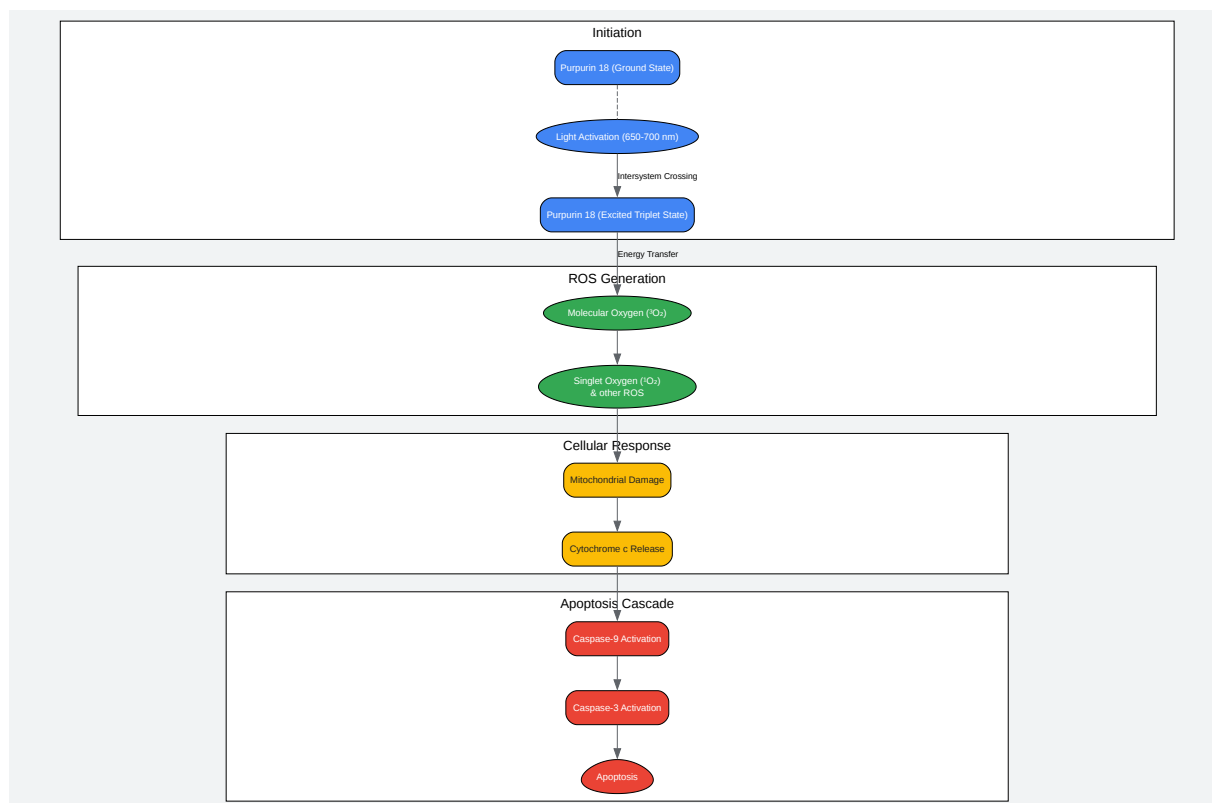 Initiation
Purpurin 18 (Ground State)
Light Activation (650-700 nm)
Intersystem Crossing
Purpurin 18 (Excited Triplet State)
Energy Transfer
ROS Generation
Molecular Oxygen (³O₂)
Singlet Oxygen (¹O₂)
& other ROS
Cellular Response
Mitochondrial Damage
Cytochrome c Release
Apoptosis Cascade
Caspase-9 Activation
Caspase-3 Activation
Apoptosis